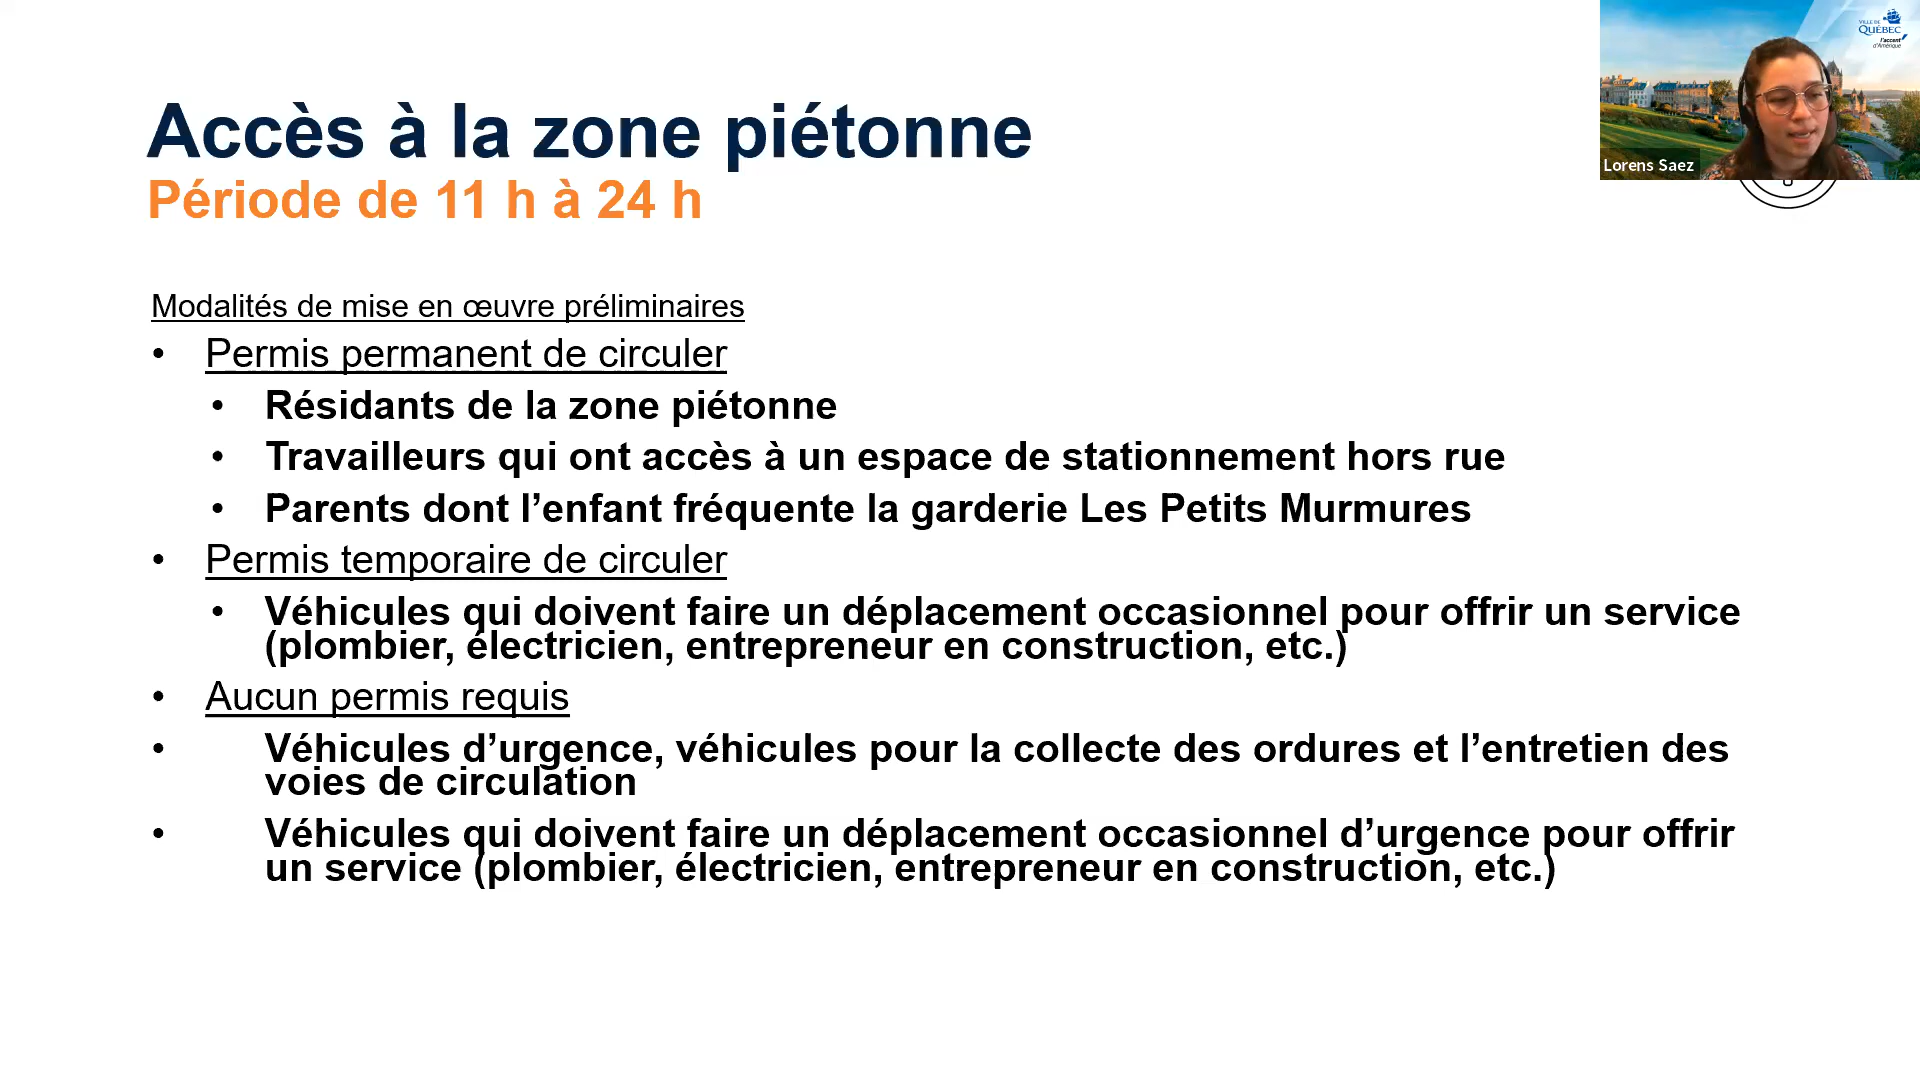 VILLE DE
QUÉBEC
l'accent
d'Amérique
Lorens Saez
Accès à la zone piétonne
Période de 11 h à 24 h
Modalités de mise en œuvre préliminaires
• Permis permanent de circuler
• Résidants de la zone piétonne
• Travailleurs qui ont accès à un espace de stationnement hors rue
• Parents dont l’enfant fréquente la garderie Les Petits Murmures
• Permis temporaire de circuler
• Véhicules qui doivent faire un déplacement occasionnel pour offrir un service
(plombier, électricien, entrepreneur en construction, etc.)
• Aucun permis requis
• Véhicules d’urgence, véhicules pour la collecte des ordures et l’entretien des
voies de circulation
• Véhicules qui doivent faire un déplacement occasionnel d’urgence pour offrir
un service (plombier, électricien, entrepreneur en construction, etc.)